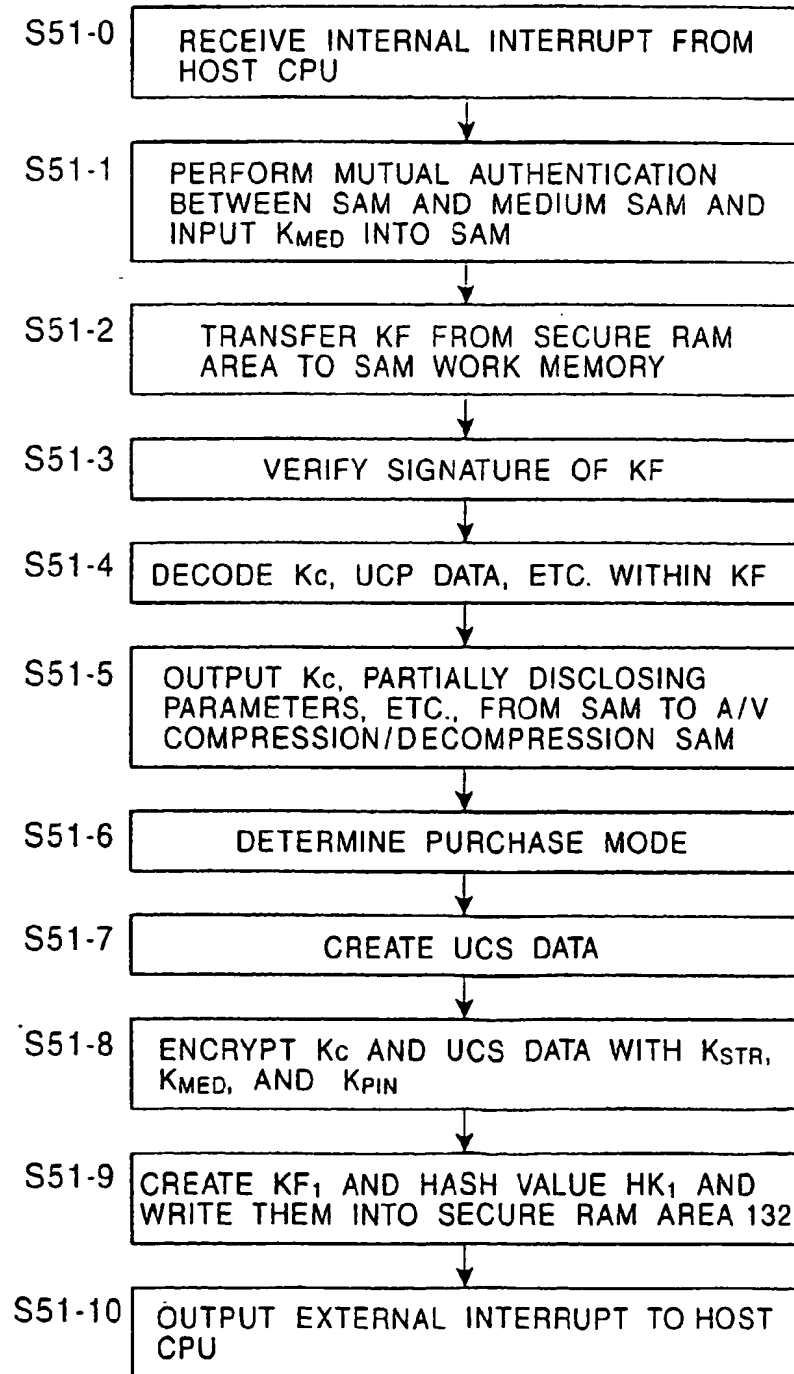 S51-0
RECEIVE INTERNAL INTERRUPT FROM
HOST CPU
S51-1
PERFORM MUTUAL AUTHENTICATION
BETWEEN SAM AND MEDIUM SAM AND
INPUT KMED INTO SAM
S51-2
TRANSFER KF FROM SECURE RAM
AREA TO SAM WORK MEMORY
S51-3
VERIFY SIGNATURE OF KF
S51-4
DECODE Kc, UCP DATA, ETC. WITHIN KF
S51-5
OUTPUT Kc, PARTIALLY DISCLOSING
PARAMETERS, ETC., FROM SAM TO A/V
COMPRESSION/DECOMPRESSION SAM
S51-6
DETERMINE PURCHASE MODE
S51-7
CREATE UCS DATA
S51-8
ENCRYPT Kc AND UCS DATA WITH KSTR,
KMED, AND KPIN
S51-9
CREATE KF₁ AND HASH VALUE HK₁ AND
WRITE THEM INTO SECURE RAM AREA 132
S51-10
OUTPUT EXTERNAL INTERRUPT TO HOST
CPU